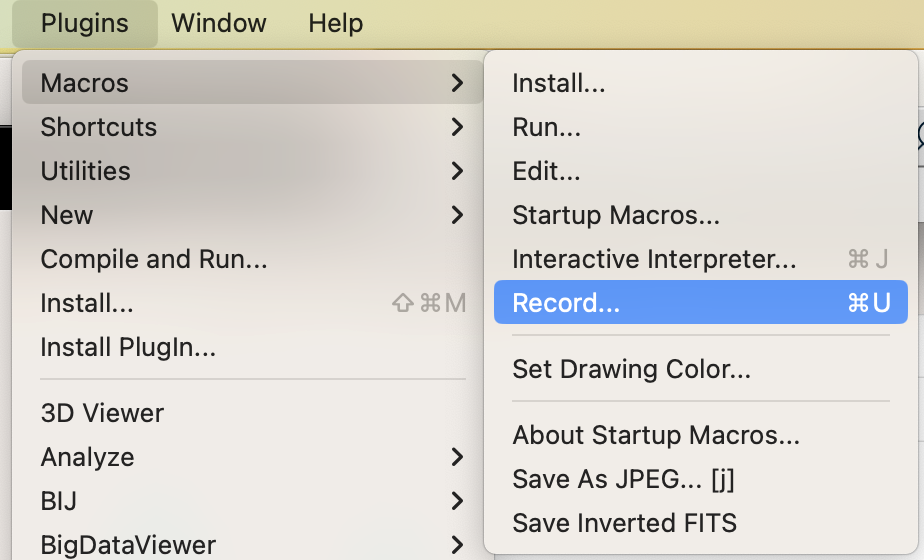 Plugins Window Help
Macros
Shortcuts
Utilities
New
Compile and Run...
Install... ⇧⌘M
Install PlugIn...
3D Viewer
Analyze
BIJ
BigDataViewer
Install...
Run...
Edit...
Startup Macros...
Interactive Interpreter... ⌘J
Record... ⌘U
Set Drawing Color...
About Startup Macros...
Save As JPEG... [j]
Save Inverted FITS